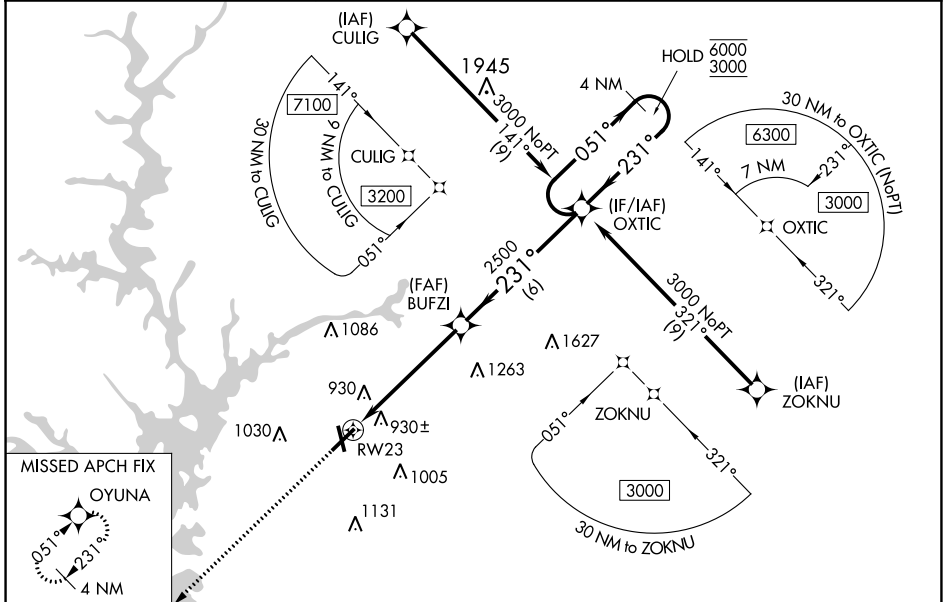 (IAF)
CULIG
1945
3000 NoPT
141°
(9)
HOLD 6000
3000
4 NM
051°
231°
(IF/IAF)
OXTIC
30 NM to CULIG
141°
7100
9 NM to CULIG
CULIG
3200
051°
30 NM to OXTIC (NoPT)
6300
141°
7 NM
231°
3000
OXTIC
321°
2500
231°
(6)
(FAF)
BUFZI
3000 NoPT
321°
(9)
(IAF)
ZOKNU
1086
1627
1263
930
930±
1030
RW23
1005
1131
ZOKNU
051°
321°
3000
30 NM to ZOKNU
MISSED APCH FIX
OYUNA
051°
231°
4 NM